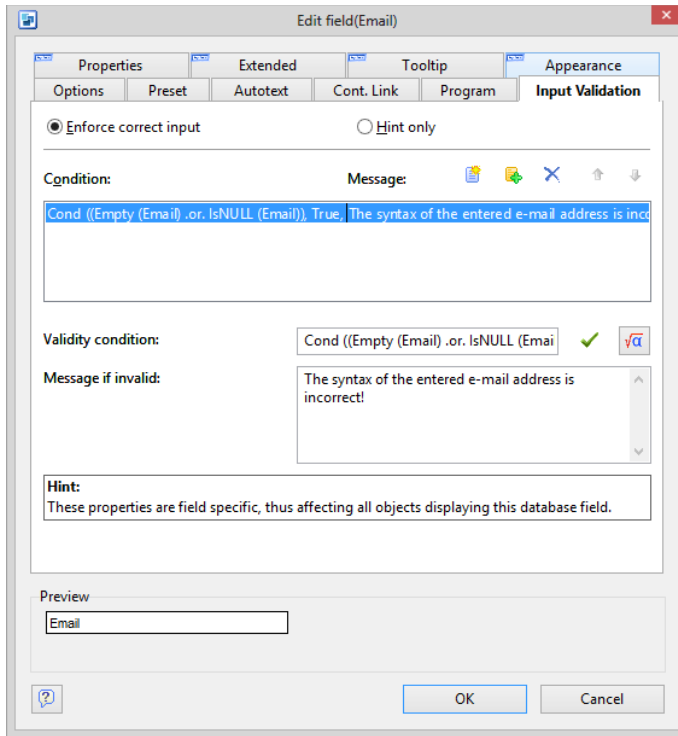 Edit field(Email)
Properties Extended Tooltip Appearance
Options Preset Autotext Cont. Link Program Input Validation
Enforce correct input Hint only
Condition: Message:
Cond ((Empty (Email) .or. IsNULL (Email)), True, The syntax of the entered e-mail address is inco
Validity condition: Cond ((Empty (Email) .or. IsNULL (Emai
√α
Message if invalid: The syntax of the entered e-mail address is
incorrect!
Hint:
These properties are field specific, thus affecting all objects displaying this database field.
Preview
Email
OK Cancel